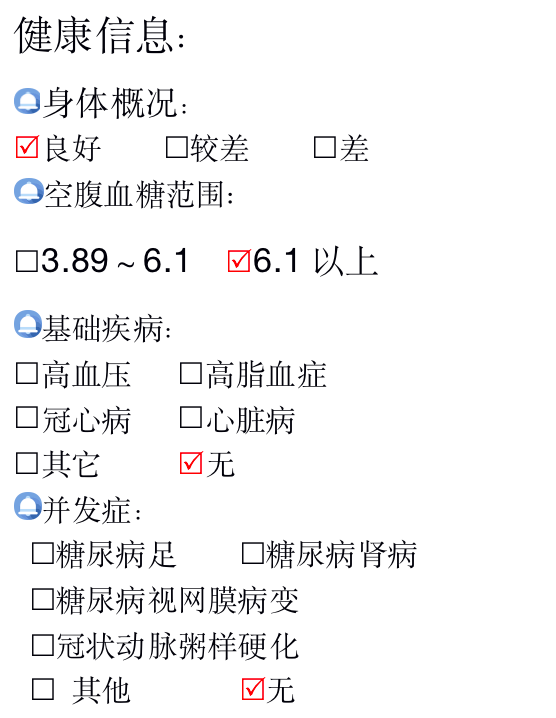 健康信息:
身体概况:
☑良好 ☐较差 ☐差
空腹血糖范围:
☐3.89~6.1 ☑6.1 以上
基础疾病:
☐高血压 ☐高脂血症
☐冠心病 ☐心脏病
☐其它 ☑无
并发症:
☐糖尿病足 ☐糖尿病肾病
☐糖尿病视网膜病变
☐冠状动脉粥样硬化
☐ 其他 ☑无